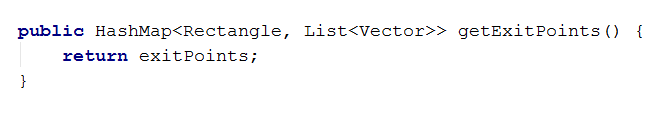 public HashMap<Rectangle, List<Vector>> getExitPoints() {
    return exitPoints;
}